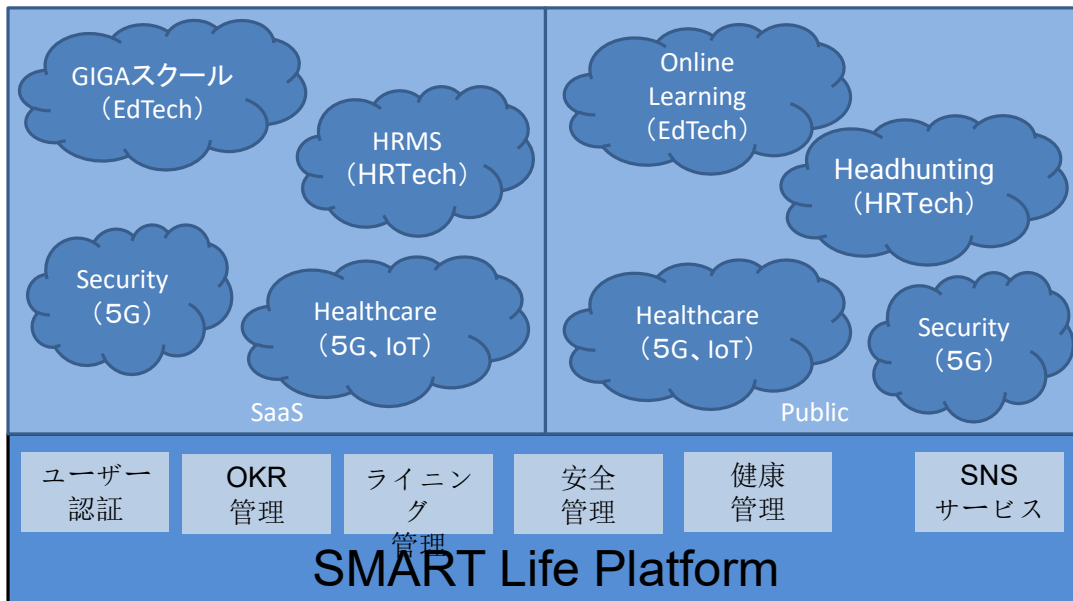 GIGAスクール
（EdTech）
HRMS
（HRTech）
Security
（５G）
Healthcare
（５G、IoT）
SaaS
Online
Learning
（EdTech）
Headhunting
（HRTech）
Healthcare
（５G、IoT）
Security
（５G）
Public
ユーザー
認証
OKR
管理
ライニン
グ
管理
安全
管理
健康
管理
SNS
サービス
SMART Life Platform